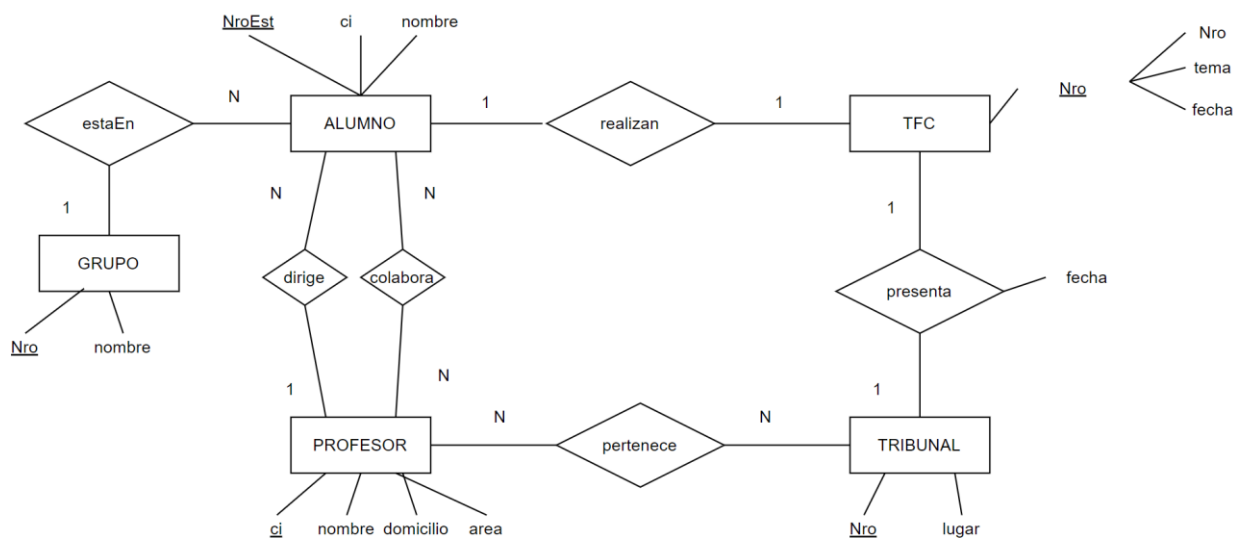 NroEst ci nombre
Nro
tema
Nro
fecha
N
1
1
estaEn
ALUMNO
realizan
TFC
N
N
1
1
GRUPO
dirige
colabora
presenta
fecha
Nro
nombre
1
N
N
N
1
PROFESOR
pertenece
TRIBUNAL
ci nombre domicilio area
Nro lugar